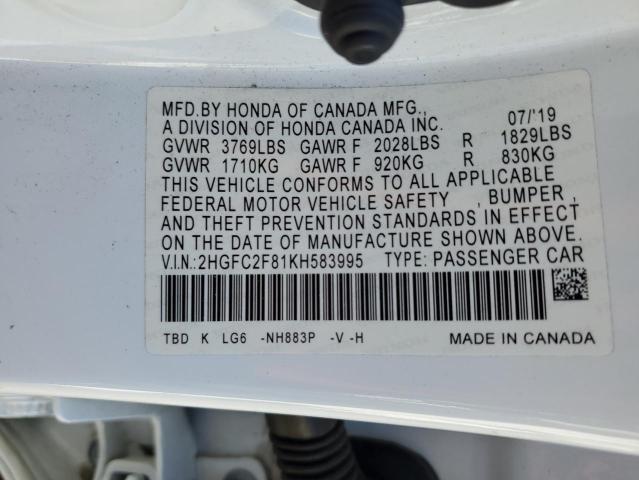 MFD.BY HONDA OF CANADA MFG., 07/'19
A DIVISION OF HONDA CANADA INC.
GVWR 3769LBS GAWR F 2028LBS R 1829LBS
GVWR 1710KG GAWR F 920KG R 830KG
THIS VEHICLE CONFORMS TO ALL APPLICABLE
FEDERAL MOTOR VEHICLE SAFETY , BUMPER ,
AND THEFT PREVENTION STANDARDS IN EFFECT
ON DATE OF MANUFACTURE SHOWN ABOVE.
V.I.N.:2HGFC2F81KH583995 TYPE: PASSENGER CAR
TBD K LG6 -NH883P -V -H MADE IN CANADA